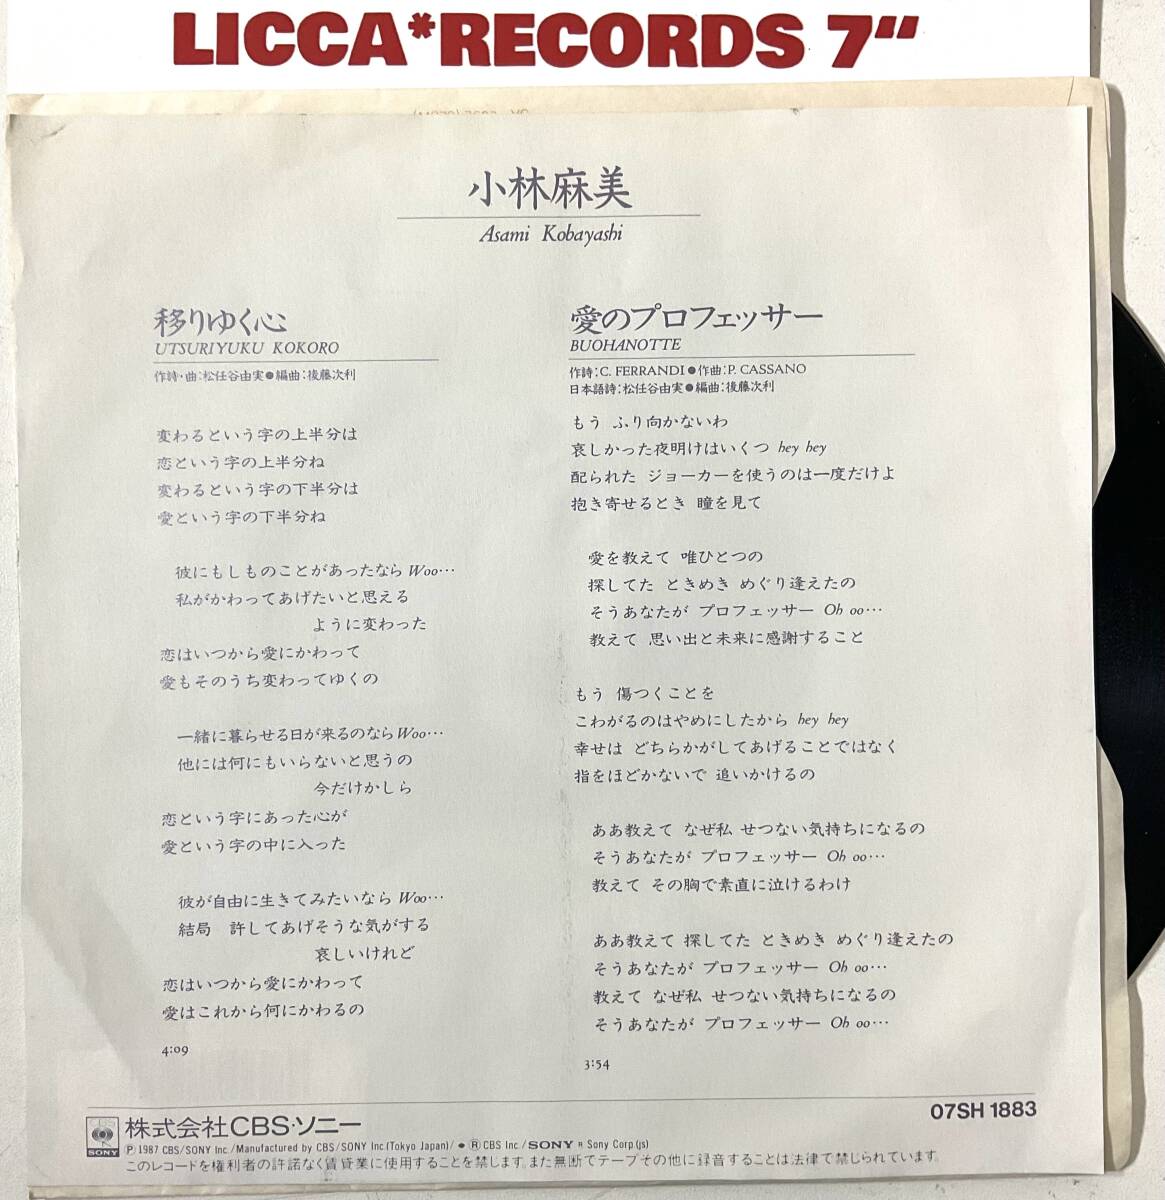 LICCA*RECORDS 7“
小林麻美
Asami Kobayashi
移りゆく心
UTSURIYUKU KOKORO
作詩・曲:松任谷由実●編曲:後藤次利
変わるという字の上半分は
恋という字の上半分ね
変わるという字の下半分は
愛という字の下半分ね
彼にもしものことがあったなら Woo…
私がかわってあげたいと思える
ように変わった
恋はいつから愛にかわって
愛もそのうち変わってゆくの
一緒に暮らせる日が来るのなら Woo…
他には何にもいらないと思うの
今だけかしら
恋という字にあった心が
愛という字の中に入った
彼が自由に生きてみたいなら Woo…
結局 許してあげそうな気がする
哀しいけれど
恋はいつから愛にかわって
愛はこれから何にかわるの
4:09
愛のプロフェッサー
BUOHANOTTE
作詩:C. FERRANDI●作曲:P. CASSANO
日本語詩:松任谷由実●編曲:後藤次利
もう ふり向かないわ
哀しかった夜明けはいくつ hey hey
配られた ジョーカーを使うのは一度だけよ
抱き寄せるとき 瞳を見て
愛を教えて 唯ひとつの
探してた ときめき めぐり逢えたの
そうあなたが プロフェッサー Oh oo…
教えて 思い出と未来に感謝すること
もう 傷つくことを
こわがるのはやめにしたから hey hey
幸せは どちらかがしてあげることではなく
指をほどかないで 追いかけるの
ああ教えて なぜ私 せつない気持ちになるの
そうあなたが プロフェッサー Oh oo…
教えて その胸で素直に泣けるわけ
ああ教えて 探してた ときめき めぐり逢えたの
そうあなたが プロフェッサー Oh oo…
教えて なぜ私 せつない気持ちになるの
そうあなたが プロフェッサー Oh oo…
3:54
07SH 1883
SONY
株式会社CBS・ソニー
Ⓟ1987 CBS/SONY Inc./Manufactured by CBS/SONY Inc.(Tokyo Japan)/ ● Ⓡ CBS Inc./SONY R Sony Corp.(js)
このレコードを権利者の許諾なく賃貸業に使用することを禁じます。また無断でテープその他に録音することは法律で禁じられています。